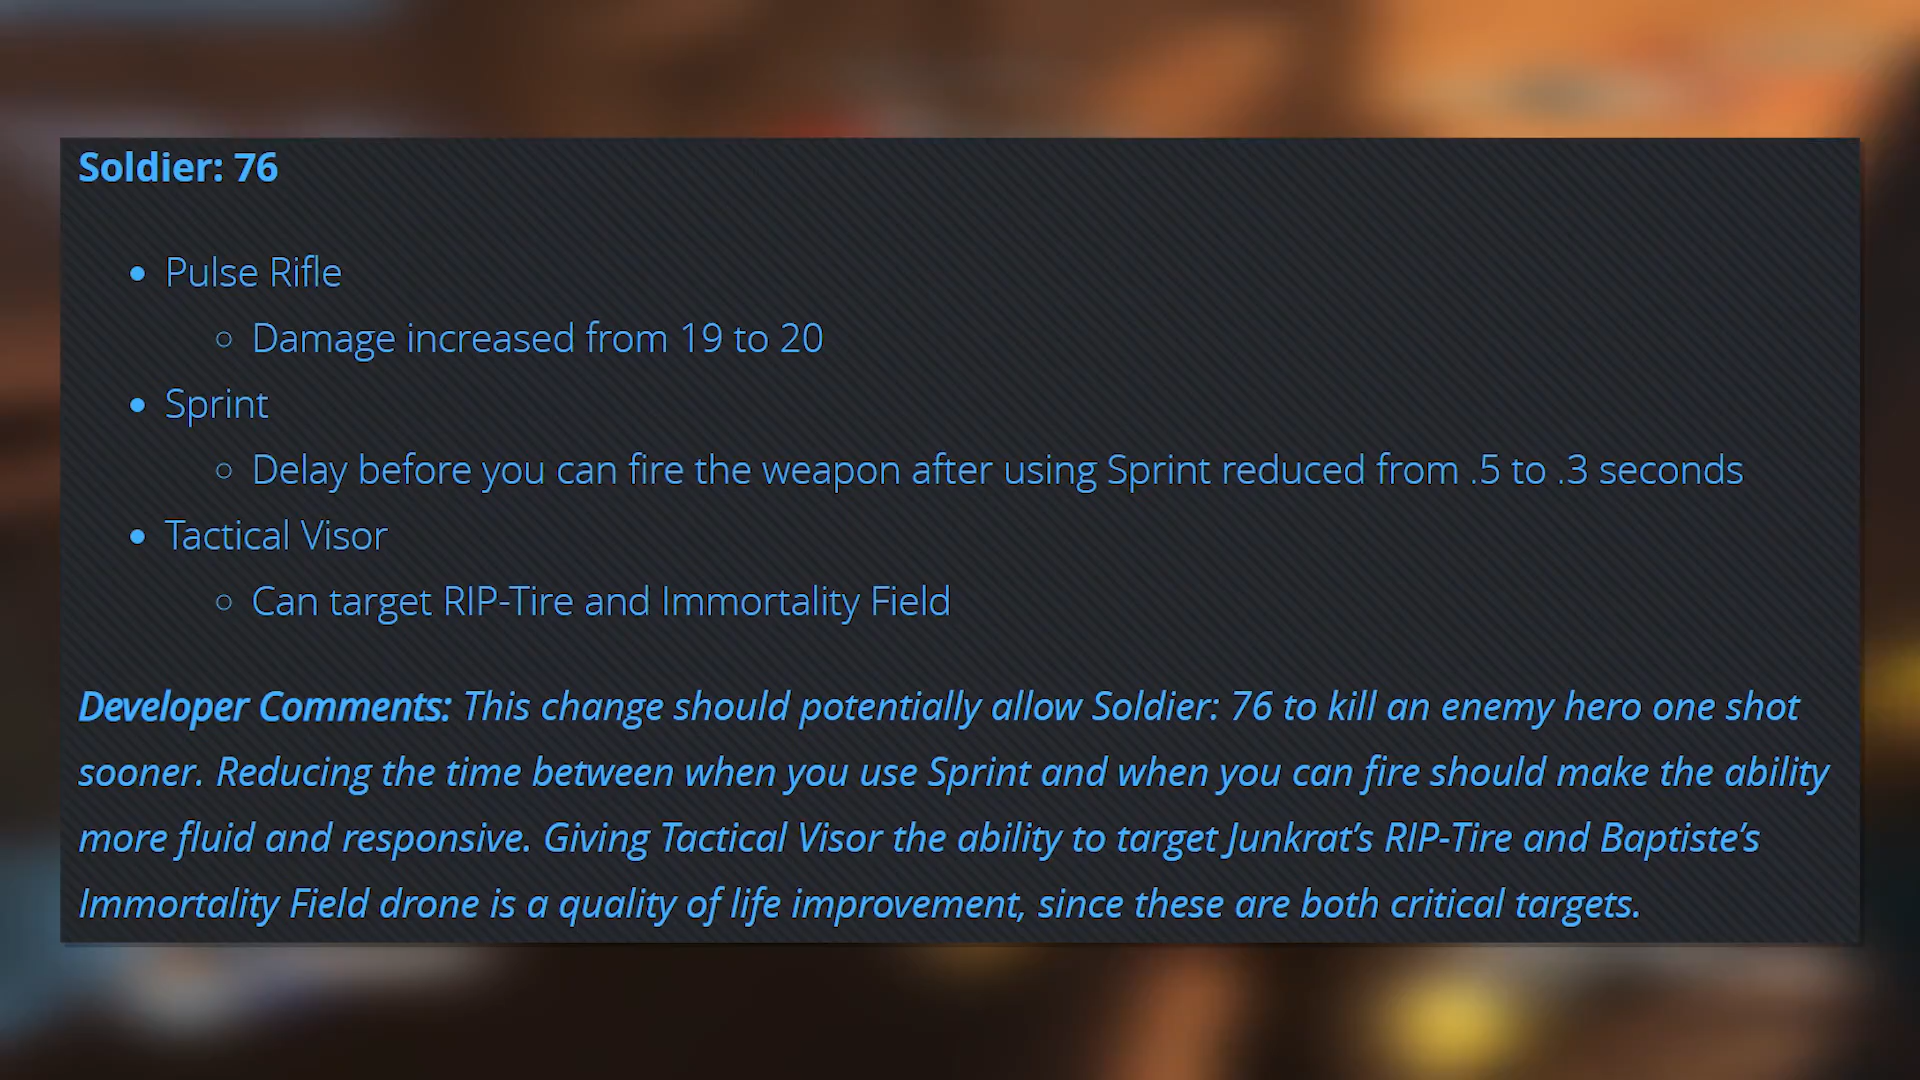 Soldier: 76
• Pulse Rifle
○ Damage increased from 19 to 20
• Sprint
○ Delay before you can fire the weapon after using Sprint reduced from .5 to .3 seconds
• Tactical Visor
○ Can target RIP-Tire and Immortality Field
Developer Comments: This change should potentially allow Soldier: 76 to kill an enemy hero one shot
sooner. Reducing the time between when you use Sprint and when you can fire should make the ability
more fluid and responsive. Giving Tactical Visor the ability to target Junkrat’s RIP-Tire and Baptiste’s
Immortality Field drone is a quality of life improvement, since these are both critical targets.